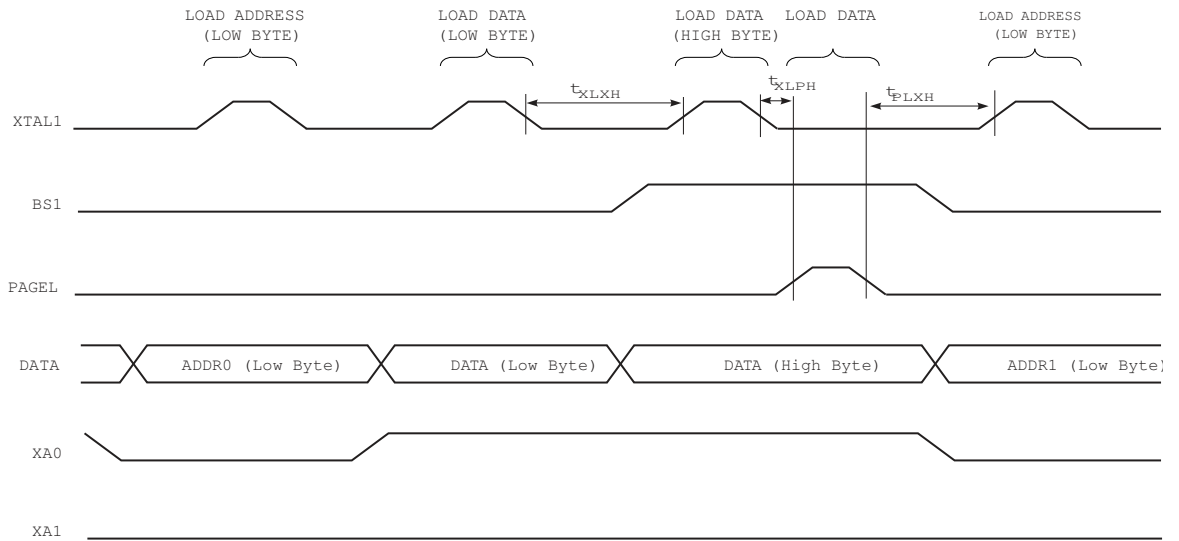 LOAD ADDRESS
(LOW BYTE)
LOAD DATA
(LOW BYTE)
LOAD DATA
(HIGH BYTE)
LOAD DATA
LOAD ADDRESS
(LOW BYTE)
tXLXH
tXLPH
tPLXH
XTAL1
BS1
PAGEL
DATA
ADDR0 (Low Byte)
DATA (Low Byte)
DATA (High Byte)
ADDR1 (Low Byte)
XA0
XA1